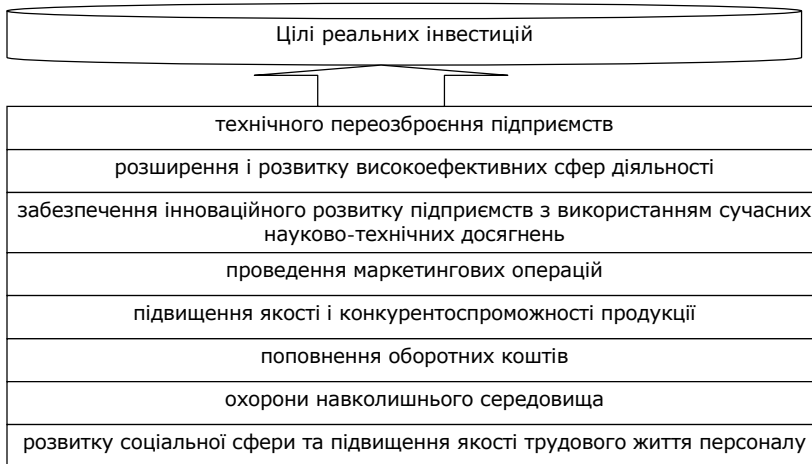 Цілі реальних інвестицій
технічного переозброєння підприємств
розширення і розвитку високоефективних сфер діяльності
забезпечення інноваційного розвитку підприємств з використанням сучасних
науково-технічних досягнень
проведення маркетингових операцій
підвищення якості і конкурентоспроможності продукції
поповнення оборотних коштів
охорони навколишнього середовища
розвитку соціальної сфери та підвищення якості трудового життя персоналу